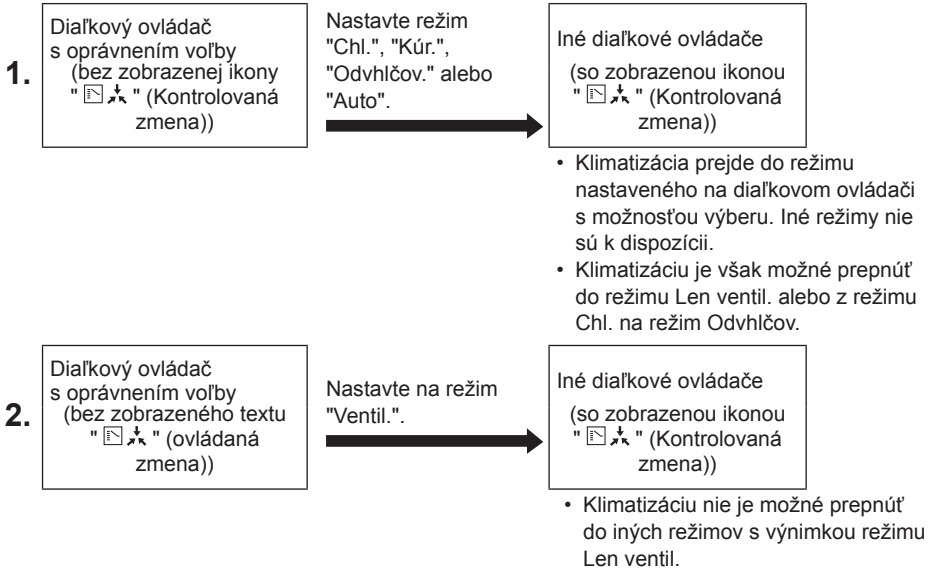 1.
Diaľkový ovládač
s oprávnením voľby
(bez zobrazenej ikony
" " (Kontrolovaná
zmena))
Nastavte režim
"Chl.", "Kúr.",
"Odvhlčov." alebo
"Auto".
Iné diaľkové ovládače
(so zobrazenou ikonou
" " (Kontrolovaná
zmena))
• Klimatizácia prejde do režimu
nastaveného na diaľkovom ovládači
s možnosťou výberu. Iné režimy nie
sú k dispozícii.
• Klimatizáciu je však možné prepnúť
do režimu Len ventil. alebo z režimu
Chl. na režim Odvhlčov.
2.
Diaľkový ovládač
s oprávnením voľby
(bez zobrazeného textu
" " (ovládaná
zmena))
Nastavte na režim
"Ventil.".
Iné diaľkové ovládače
(so zobrazenou ikonou
" " (Kontrolovaná
zmena))
• Klimatizáciu nie je možné prepnúť
do iných režimov s výnimkou režimu
Len ventil.